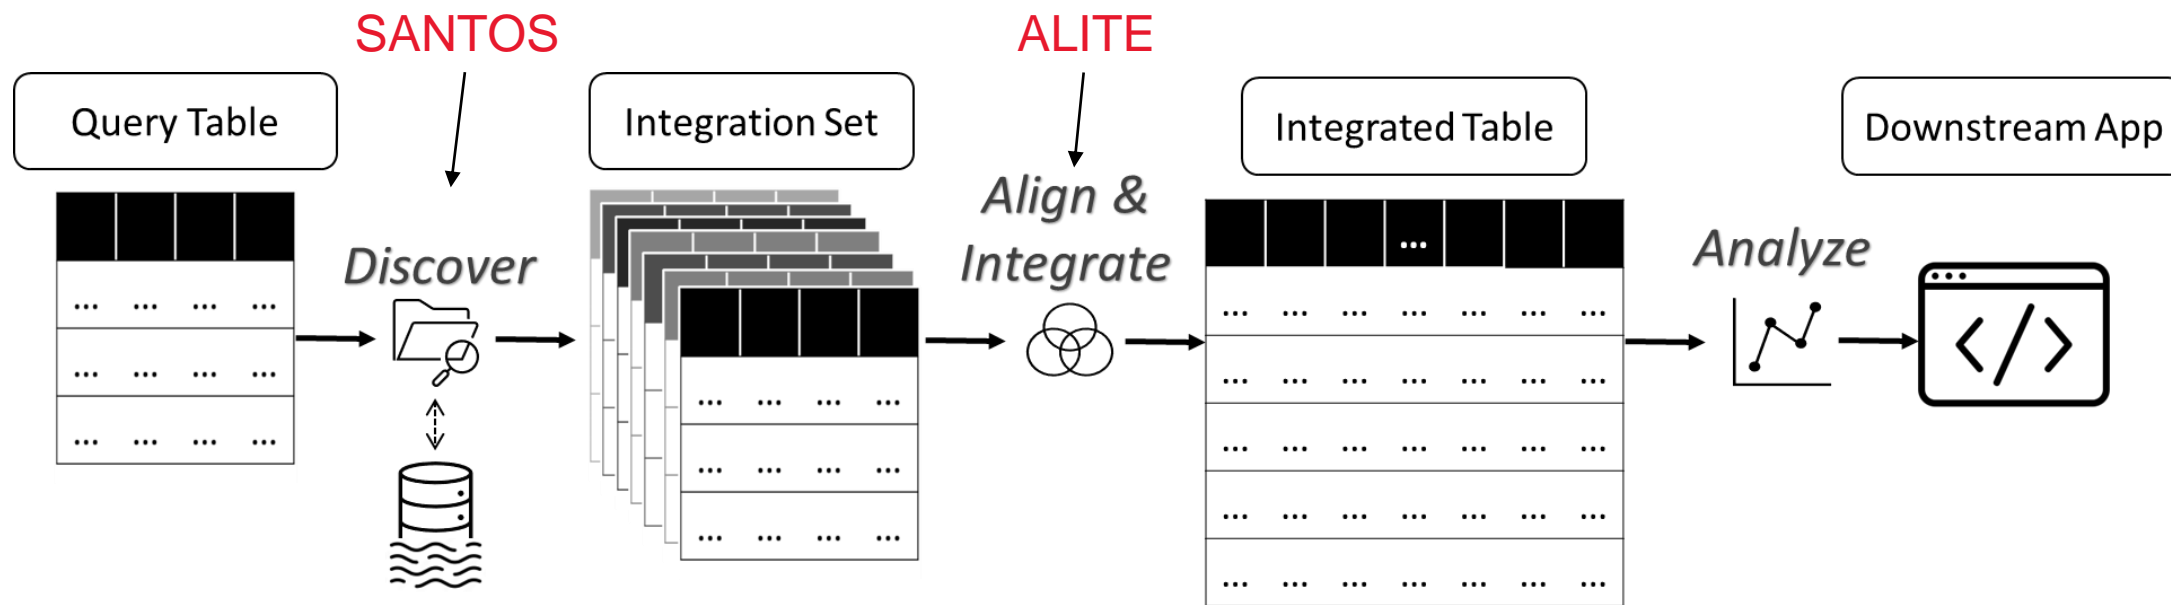 SANTOS
ALITE
Query Table
Integration Set
Integrated Table
Downstream App
Discover
Align &
Integrate
Analyze
... ... ... ...
... ... ... ...
... ... ... ...
... ... ... ...
... ... ... ...
... ... ... ...
...
... ... ... ... ... ... ...
... ... ... ... ... ... ...
... ... ... ... ... ... ...
... ... ... ... ... ... ...
... ... ... ... ... ... ...